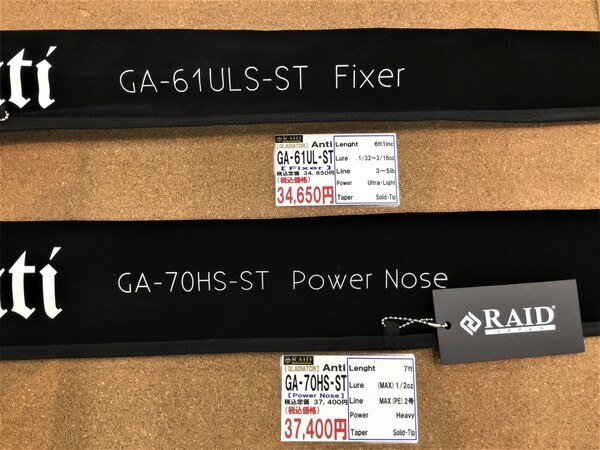 nti
GA-61ULS-ST Fixer
RAID
[GLADIATOR] Anti
GA-61UL-ST
[Fixer]
税込定価 34,650円
(税込価格)
34,650円
Lenght 6ft1inc
Lure 1/32~3/16oz
Line 3~5lb
Power Ultra-Light
Taper Solid-Tip
nti
GA-70HS-ST Power Nose
RAID®
JAPAN
RAID
[GLADIATOR] Anti
GA-70HS-ST
[Power Nose]
税込定価 37,400円
(税込価格)
37,400円
Lenght 7ft
Lure (MAX) 1/2oz
Line MAX(PE)2号
Power Heavy
Taper Solid-Tip